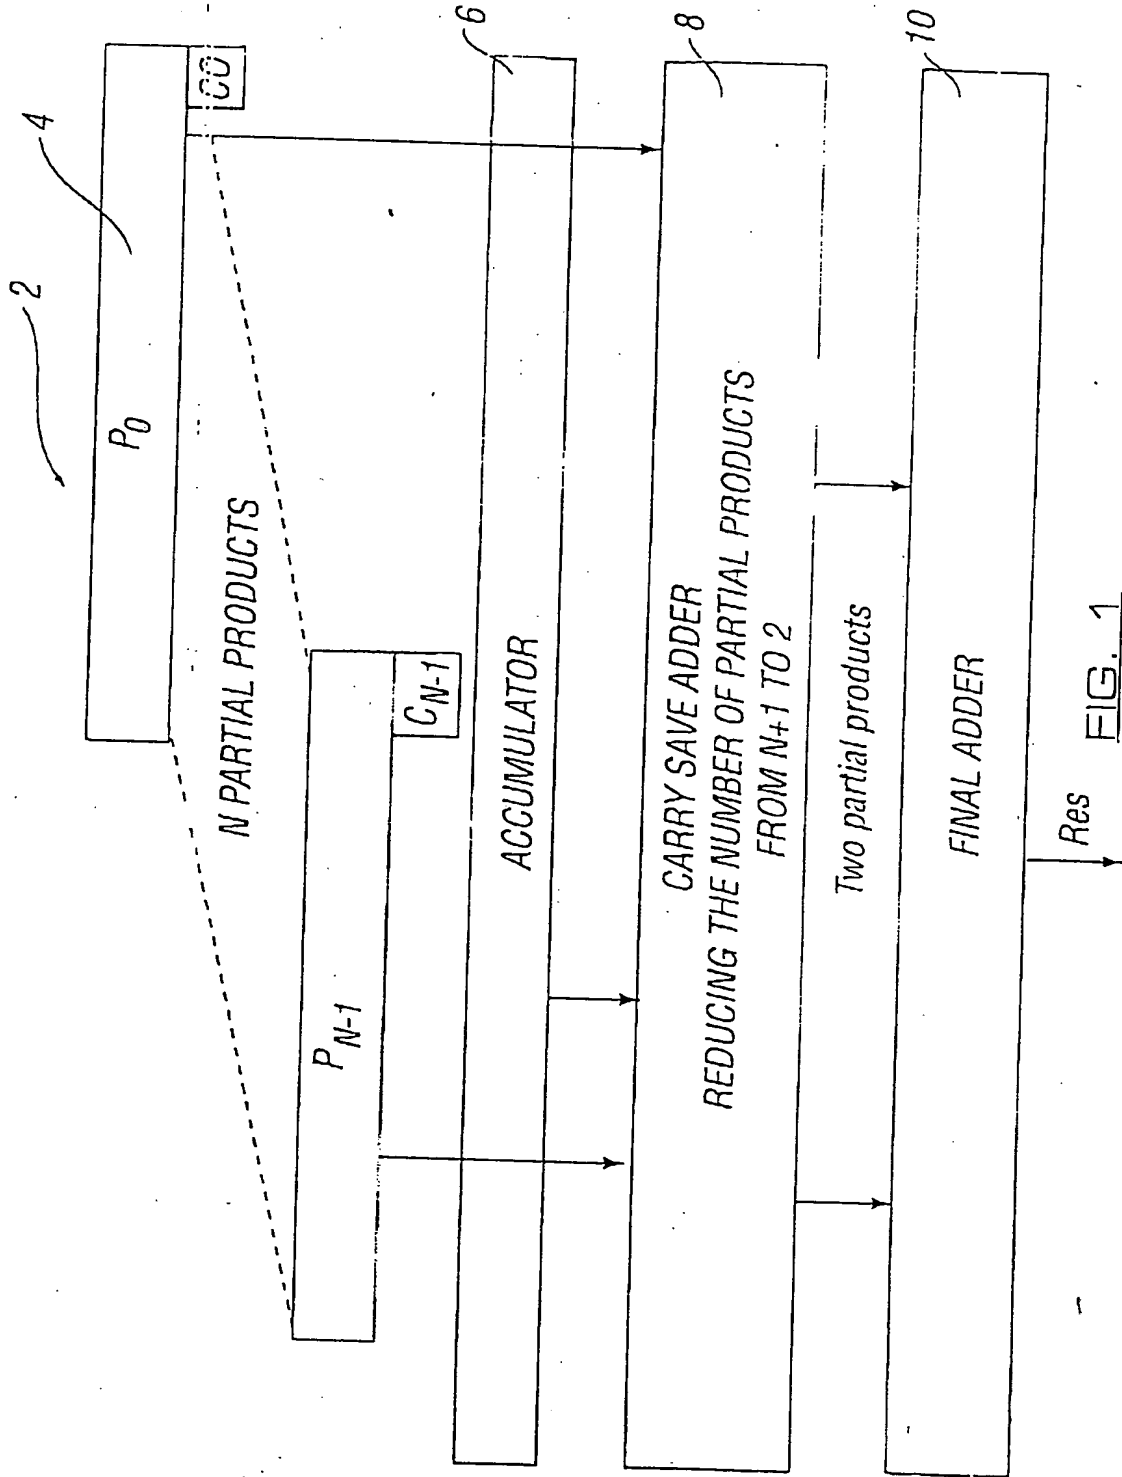 2
4
P0
C0
N PARTIAL PRODUCTS
PN-1
CN-1
6
ACCUMULATOR
8
CARRY SAVE ADDER
REDUCING THE NUMBER OF PARTIAL PRODUCTS
FROM N+1 TO 2
Two partial products
10
FINAL ADDER
Res
FIG. 1